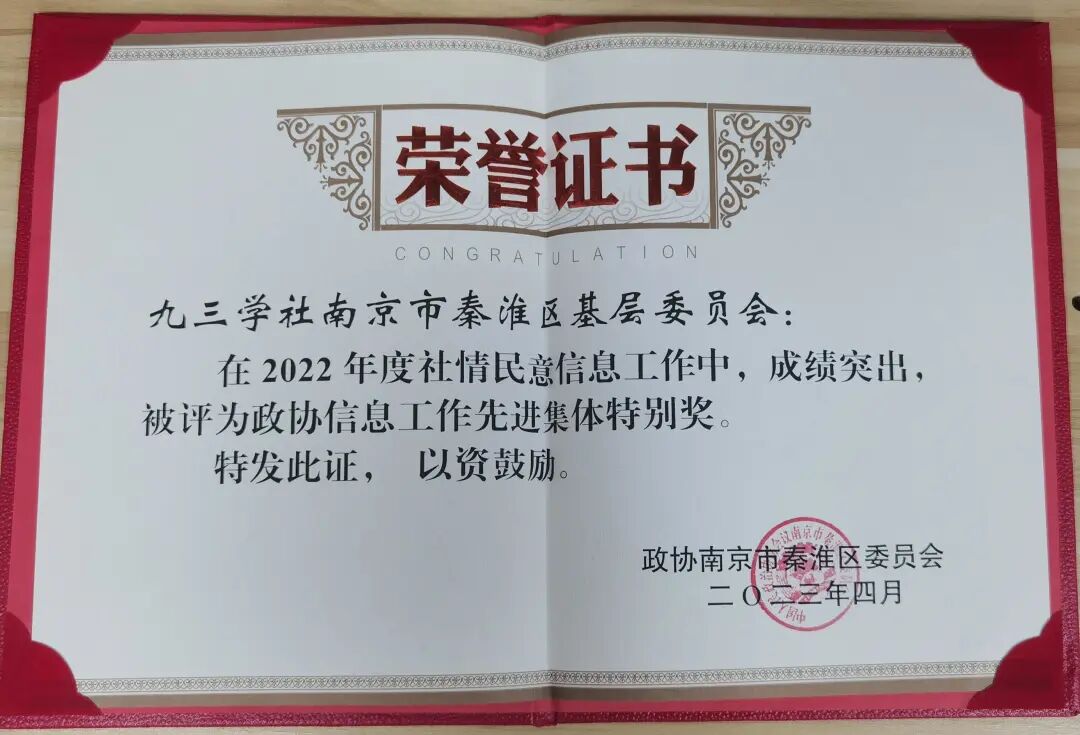 荣誉证书
CONGRATULATION
九三学社南京市秦淮区基层委员会：
在 2022 年度社情民意信息工作中，成绩突出，
被评为政协信息工作先进集体特别奖。
特发此证， 以资鼓励。
政协南京市秦淮区委员会
二〇二三年四月